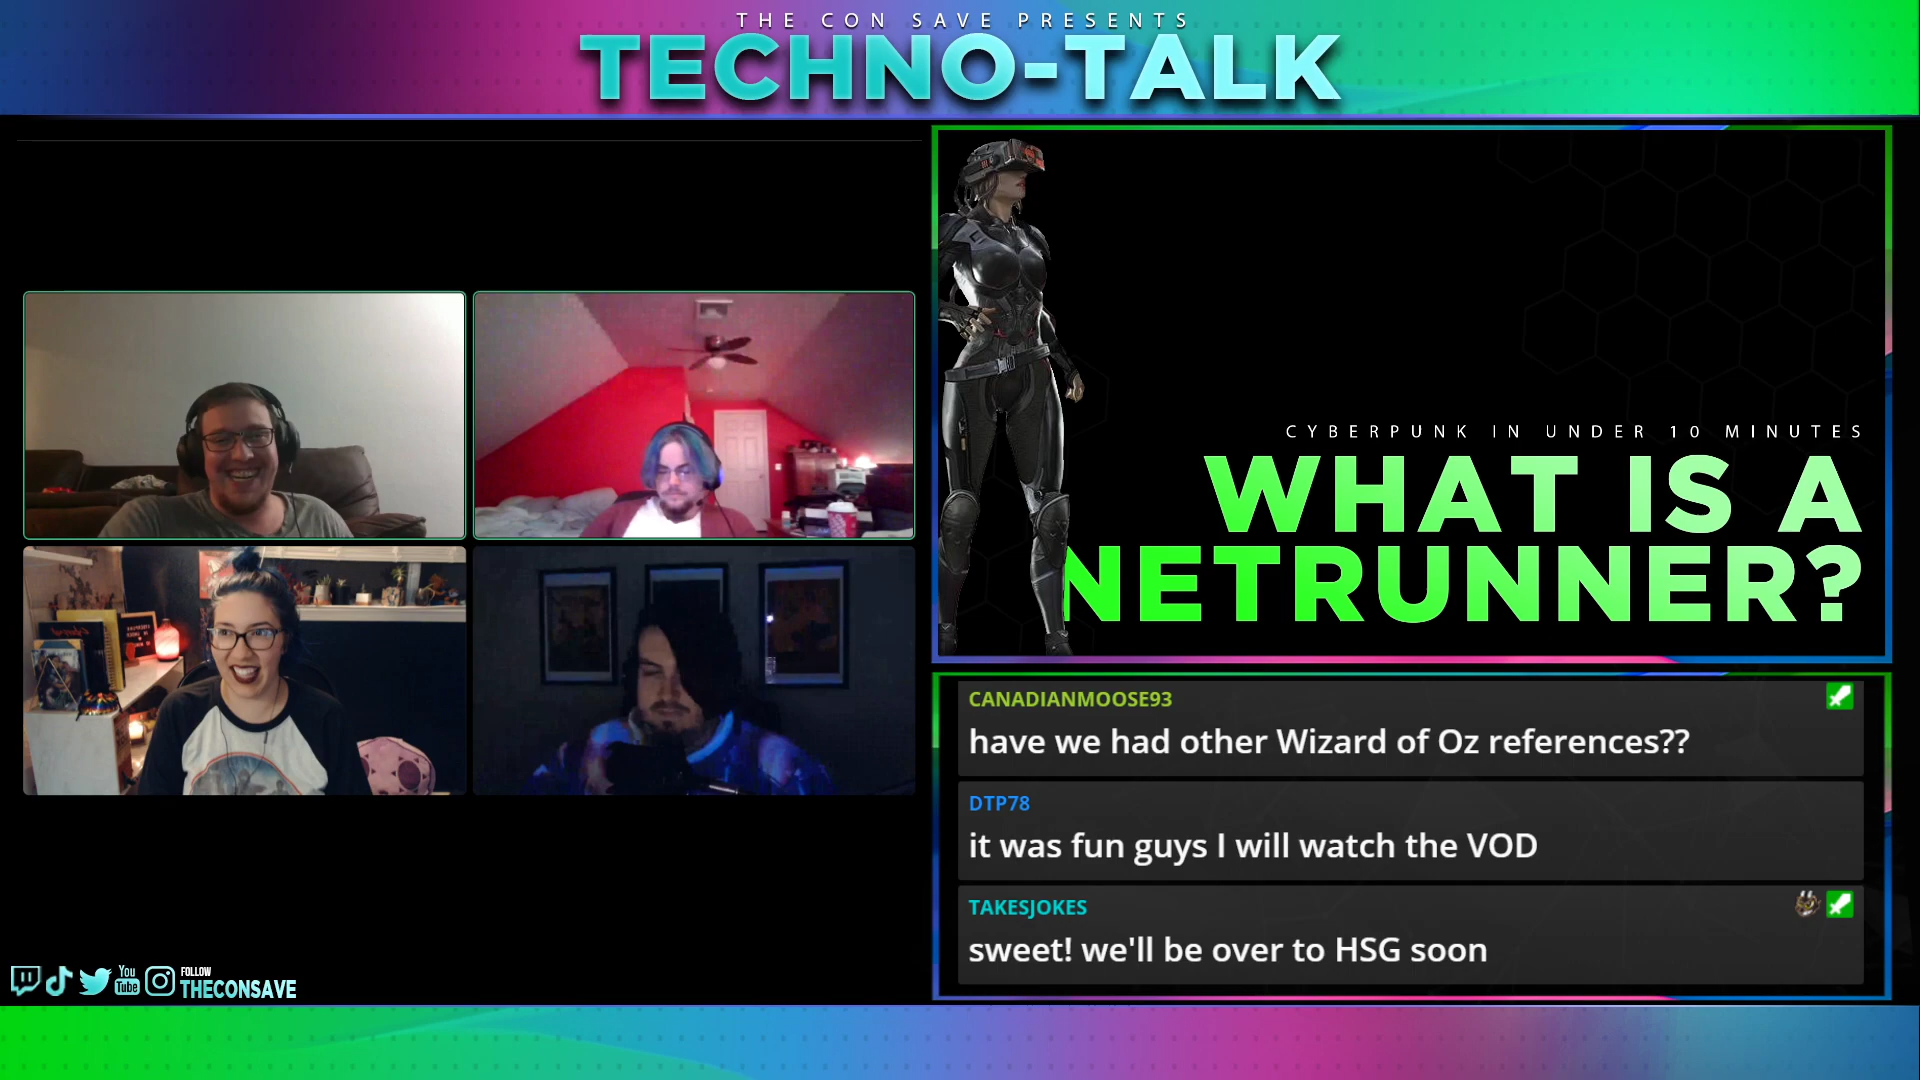 THE CON SAVE PRESENTS
TECHNO-TALK
CYBERPUNK IN UNDER 10 MINUTES
WHAT IS A
NETRUNNER?
CANADIANMOOSE93
have we had other Wizard of Oz references??
DTP78
it was fun guys I will watch the VOD
TAKESJOKES
sweet! we'll be over to HSG soon
You
Tube
FOLLOW
THECONSAVE